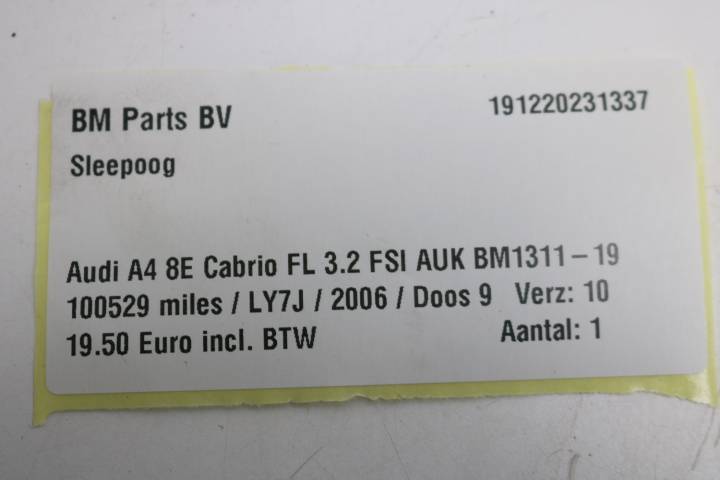 BM Parts BV 191220231337
Sleepoog
Audi A4 8E Cabrio FL 3.2 FSI AUK BM1311-19
100529 miles / LY7J / 2006 / Doos 9 Verz: 10
19.50 Euro incl. BTW Aantal: 1